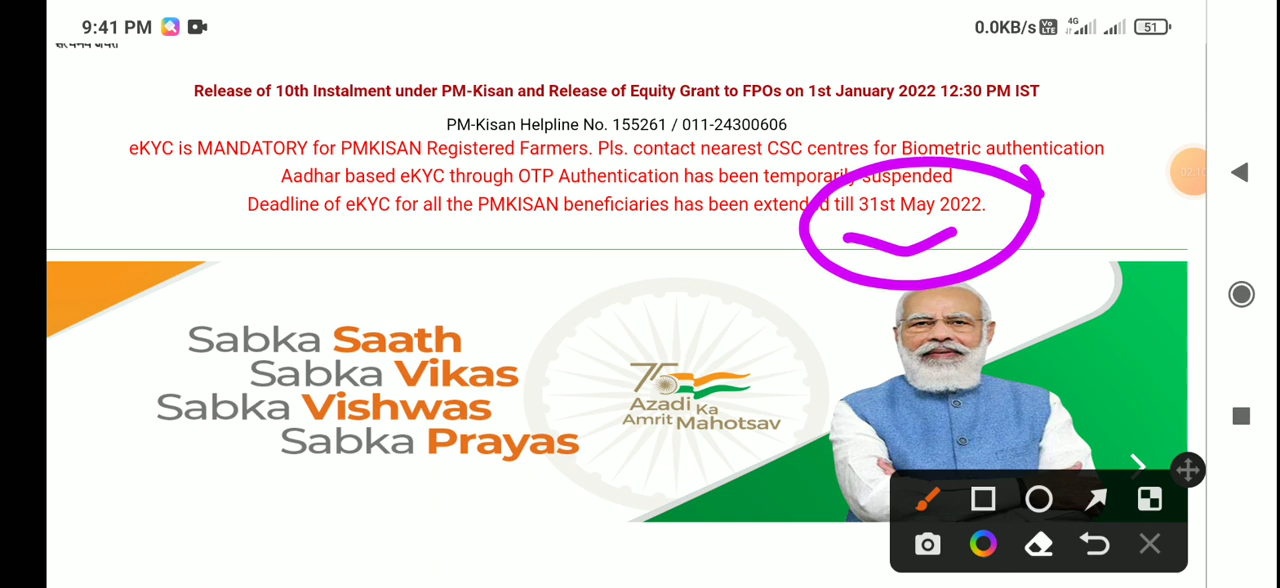 9:41 PM
0.0KB/s Vo LTE 4G 51
Release of 10th Instalment under PM-Kisan and Release of Equity Grant to FPOs on 1st January 2022 12:30 PM IST
PM-Kisan Helpline No. 155261 / 011-24300606
eKYC is MANDATORY for PMKISAN Registered Farmers. Pls. contact nearest CSC centres for Biometric authentication
Aadhar based eKYC through OTP Authentication has been temporarily suspended
Deadline of eKYC for all the PMKISAN beneficiaries has been extended till 31st May 2022.
Sabka Saath
Sabka Vikas
Sabka Vishwas
Sabka Prayas
75
Azadi Ka
Amrit Mahotsav